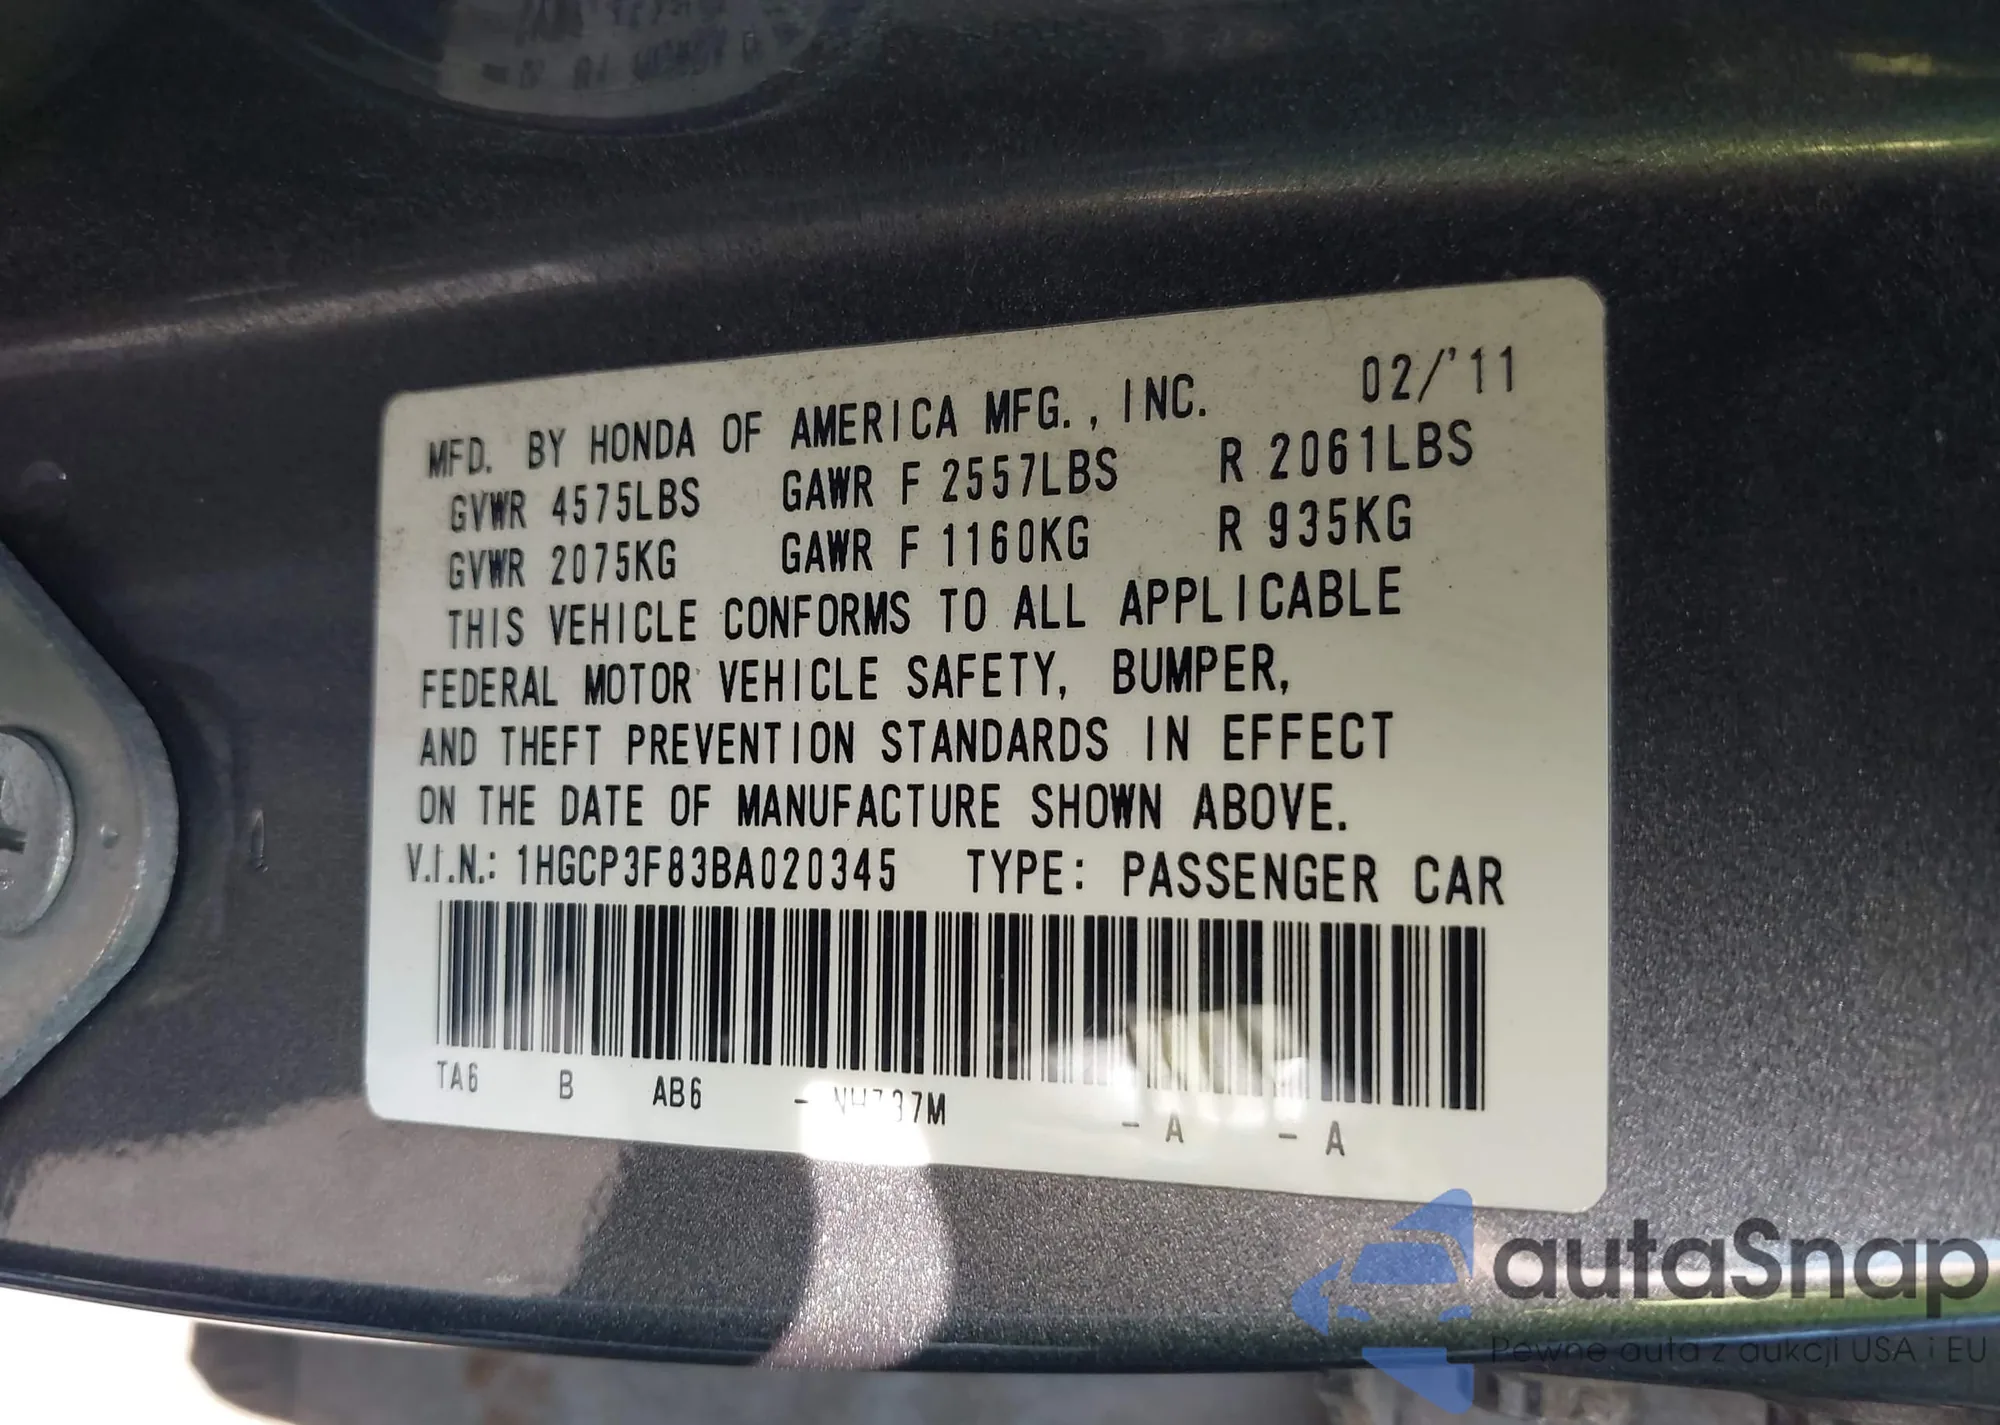 MFD. BY HONDA OF AMERICA MFG., INC. 02/'11
GVWR 4575LBS GAWR F 2557LBS R 2061LBS
GVWR 2075KG GAWR F 1160KG R 935KG
THIS VEHICLE CONFORMS TO ALL APPLICABLE
FEDERAL MOTOR VEHICLE SAFETY, BUMPER,
AND THEFT PREVENTION STANDARDS IN EFFECT
ON THE DATE OF MANUFACTURE SHOWN ABOVE.
V.I.N.: 1HGCP3F83BA020345 TYPE: PASSENGER CAR
TA6 B AB6 - NH737M - A - A
autaSnap
Pewne auta z aukcji USA i EU